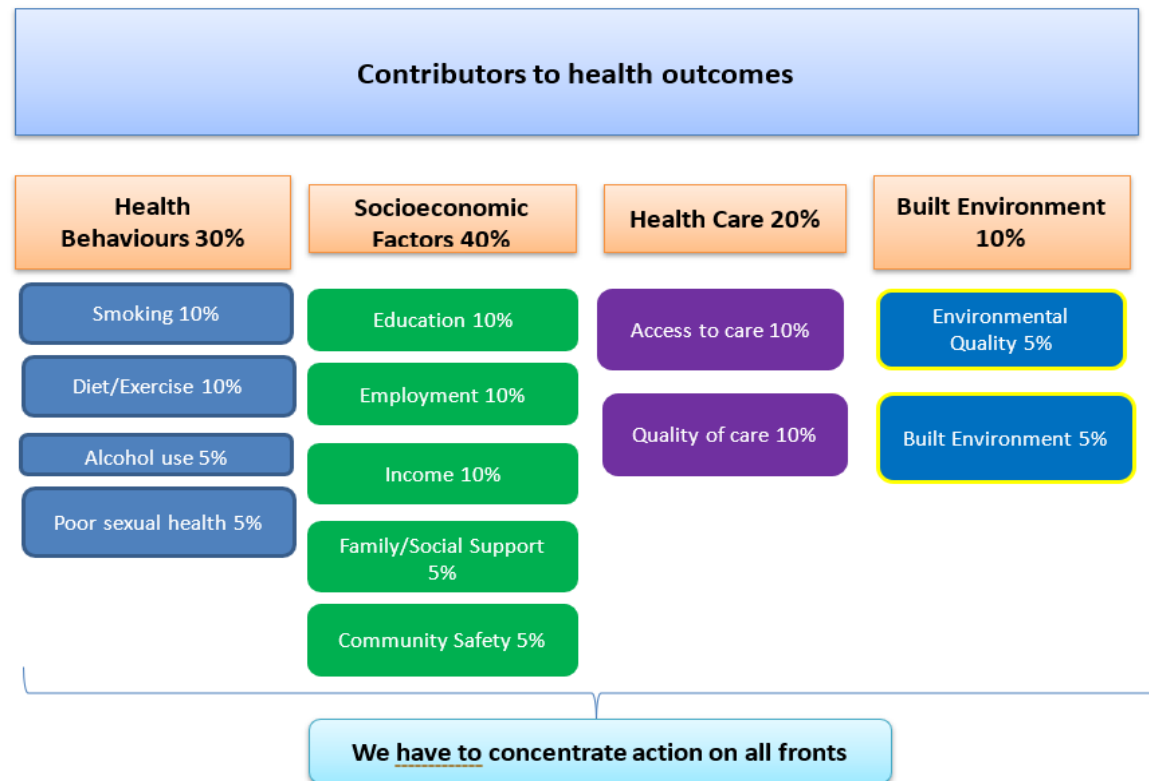 Contributors to health outcomes
Health
Behaviours 30%
Smoking 10%
Diet/Exercise 10%
Alcohol use 5%
Poor sexual health 5%
Socioeconomic
Factors 40%
Education 10%
Employment 10%
Income 10%
Family/Social Support
5%
Community Safety 5%
Health Care 20%
Access to care 10%
Quality of care 10%
Built Environment
10%
Environmental
Quality 5%
Built Environment 5%
We have to concentrate action on all fronts